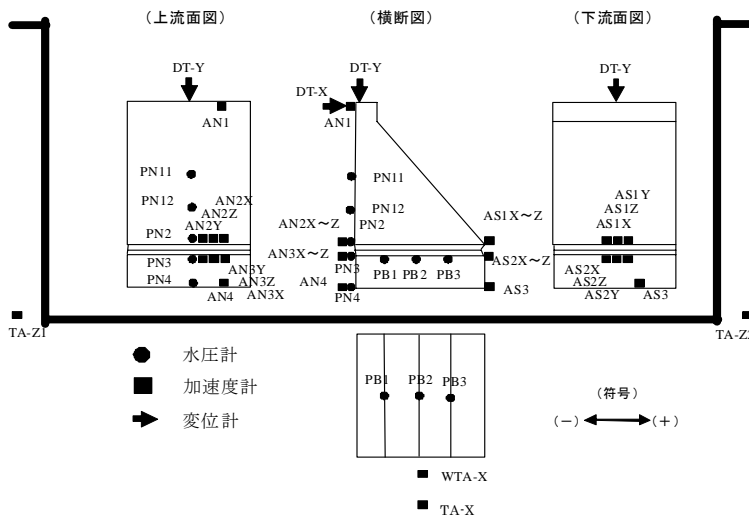 (上流面図)
(横断図)
(下流面図)
DT-Y
DT-Y
DT-Y
DT-X
AN1
AN1
PN11
PN12
AN2X
AN2Z
AN2Y
PN2
PN3
PN4
AN3Y
AN3Z
AN4
AN3X
PN11
PN12
PN2
AN2X～Z
AN3X～Z
PN3
AN4
PN4
PB1
PB2
PB3
AS1X～Z
AS2X～Z
AS3
AS1Y
AS1Z
AS1X
AS2X
AS2Z
AS2Y
AS3
TA-Z1
TA-Z
水圧計
加速度計
変位計
PB1
PB2
PB3
(符号)
(－)
(＋)
WTA-X
TA-X